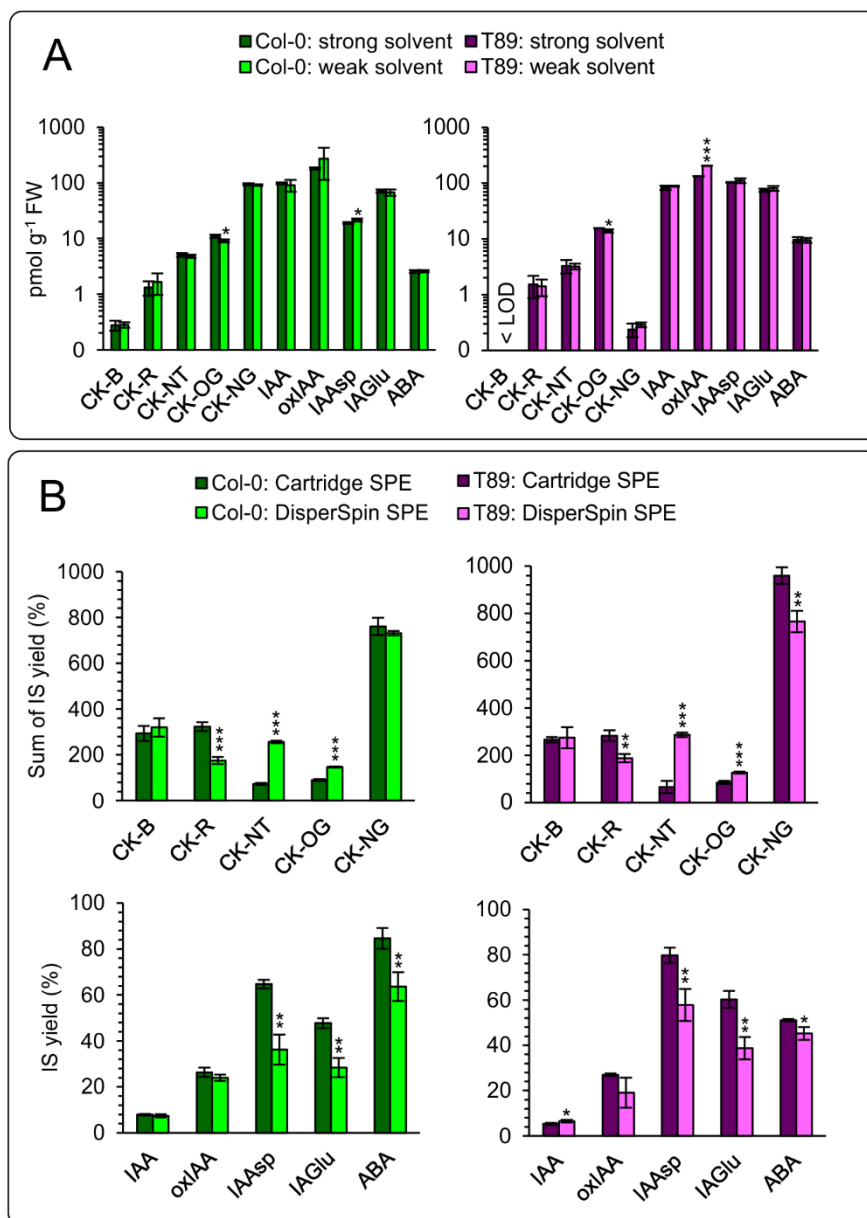 A
Col-0: strong solvent T89: strong solvent
Col-0: weak solvent T89: weak solvent
pmol g⁻¹ FW
1000
100
10
1
0
* *
CK-B CK-R CK-NT CK-OG CK-NG IAA oxIAA IAAsp IAGlu ABA
1000
100
10
1
0
< LOD
* ***
CK-B CK-R CK-NT CK-OG CK-NG IAA oxIAA IAAsp IAGlu ABA
B
Col-0: Cartridge SPE T89: Cartridge SPE
Col-0: DisperSpin SPE T89: DisperSpin SPE
Sum of IS yield (%)
1000
800
600
400
200
0
*** *** ***
CK-B CK-R CK-NT CK-OG CK-NG
1000
800
600
400
200
0
** *** *** **
CK-B CK-R CK-NT CK-OG CK-NG
IS yield (%)
100
80
60
40
20
0
** ** **
IAA oxIAA IAAsp IAGlu ABA
100
80
60
40
20
0
* ** ** *
IAA oxIAA IAAsp IAGlu ABA